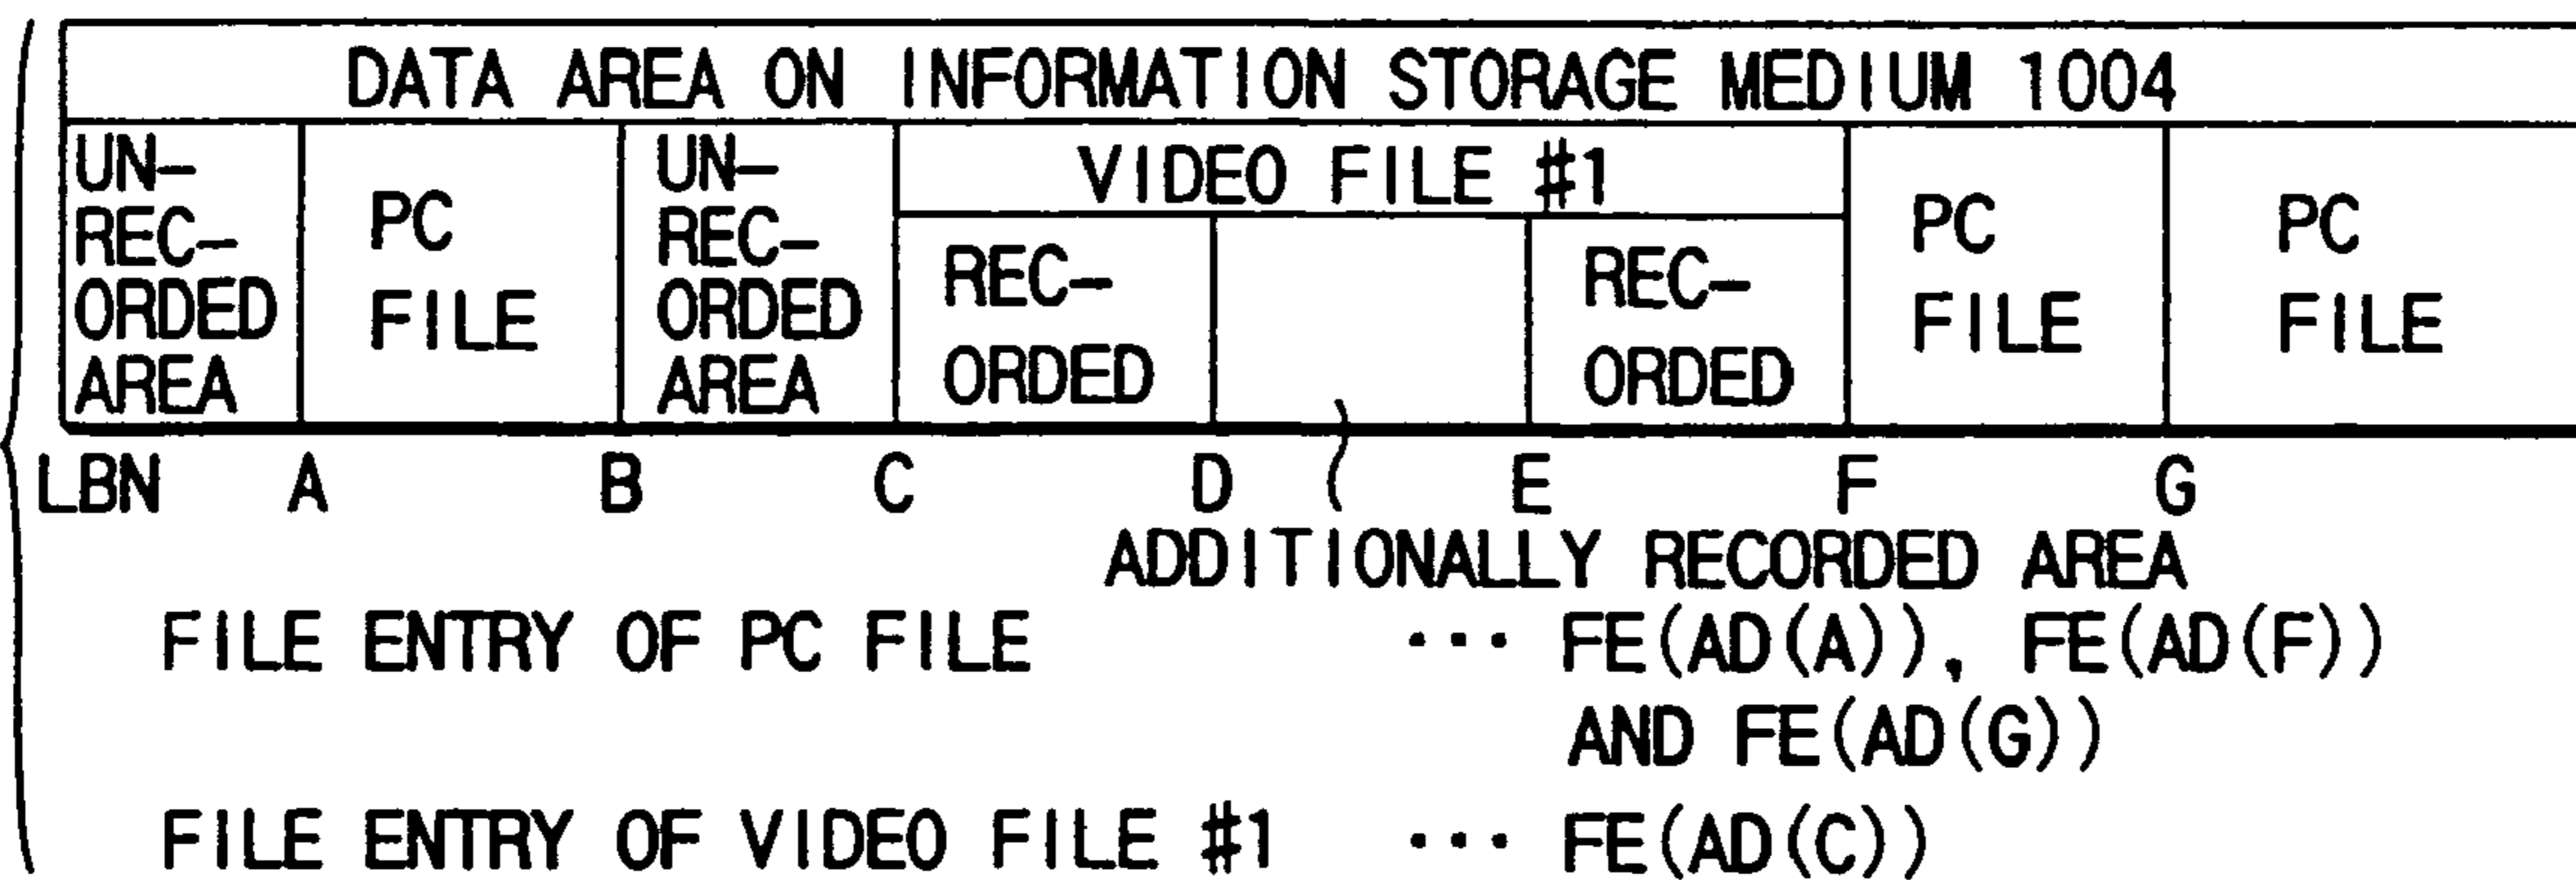 DATA AREA ON INFORMATION STORAGE MEDIUM 1004
UN-
REC-
ORDED
AREA
PC
FILE
UN-
REC-
ORDED
AREA
VIDEO FILE #1
REC-
ORDED
REC-
ORDED
PC
FILE
PC
FILE
LBN A B C D E F G
ADDITIONALLY RECORDED AREA
FILE ENTRY OF PC FILE ··· FE(AD(A)), FE(AD(F))
AND FE(AD(G))
FILE ENTRY OF VIDEO FILE #1 ··· FE(AD(C))